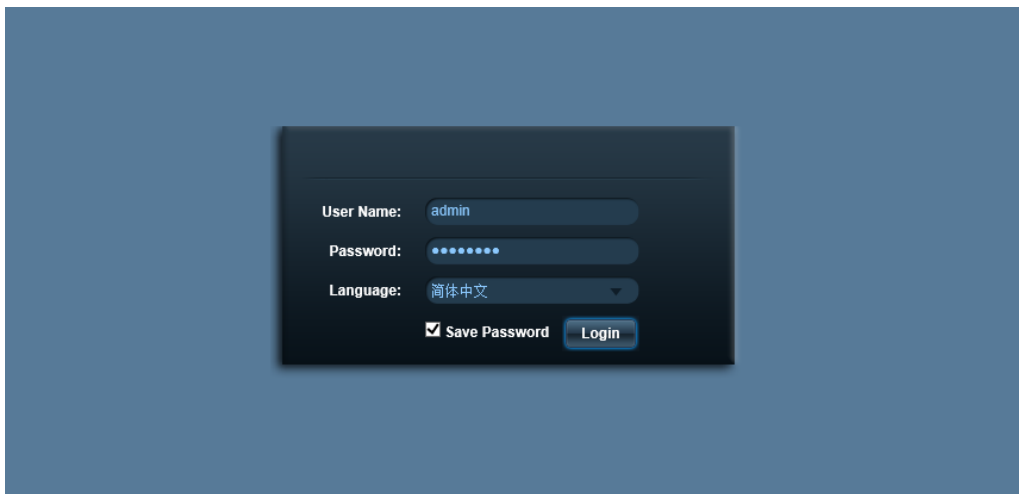 User Name: admin
Password: ••••••••
Language: 简体中文
Save Password Login